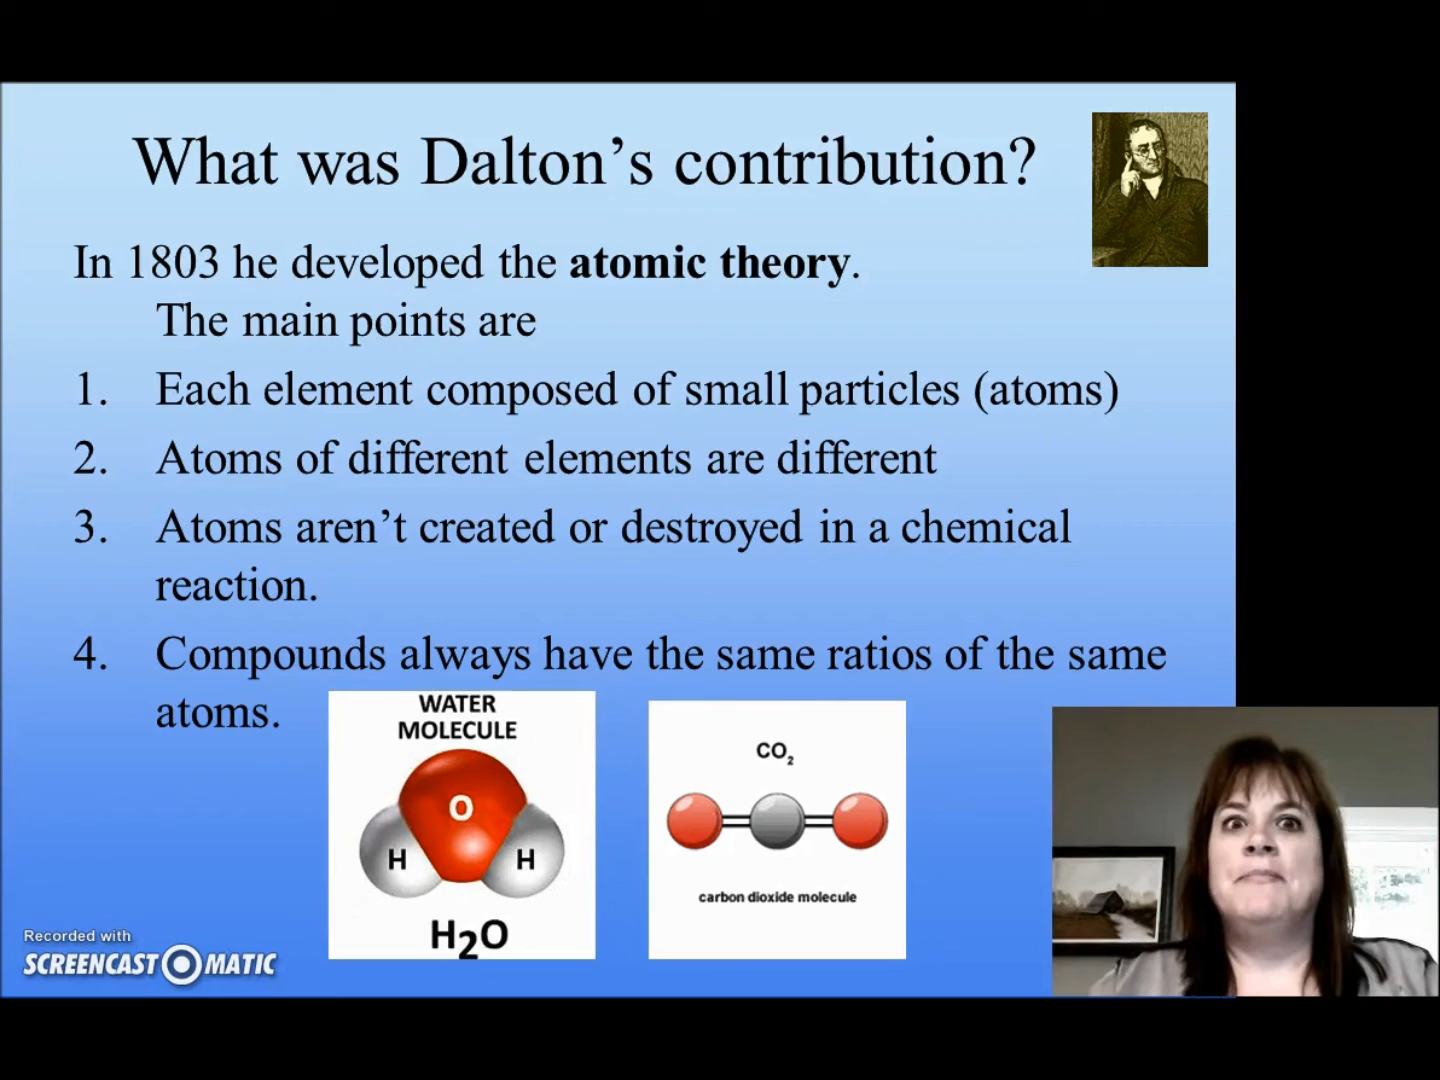 What was Dalton’s contribution?
In 1803 he developed the atomic theory.
The main points are
1. Each element composed of small particles (atoms)
2. Atoms of different elements are different
3. Atoms aren’t created or destroyed in a chemical
reaction.
4. Compounds always have the same ratios of the same
atoms.
WATER
MOLECULE
O
H H
H2O
CO2
carbon dioxide molecule
Recorded with
SCREENCAST O MATIC